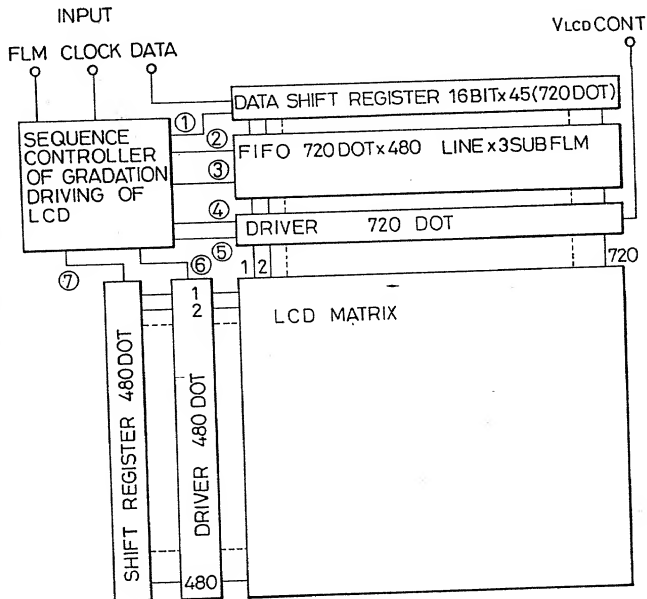 INPUT
FLM CLOCK DATA
VLCD CONT
DATA SHIFT REGISTER 16BITx45(720DOT)
①
②
③
④
⑤
⑥
⑦
SEQUENCE
CONTROLLER
OF GRADATION
DRIVING OF
LCD
FIFO 720DOTx480 LINEx3SUBFLM
DRIVER 720 DOT
1 2 720
LCD MATRIX
1
2
480
SHIFT REGISTER 480DOT
DRIVER 480DOT